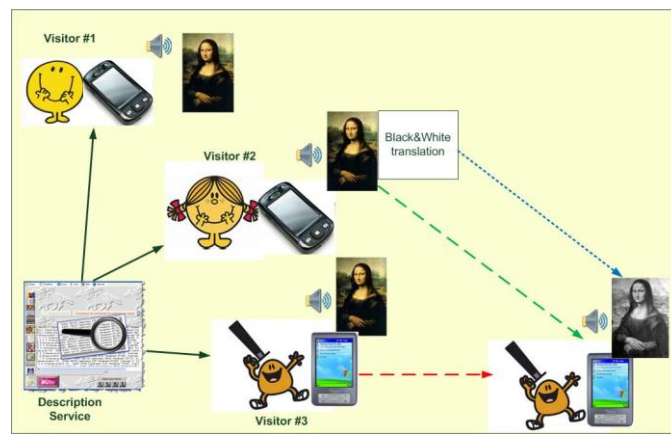 Visitor #1
Visitor #2
Black&White
translation
Description
Service
Visitor #3